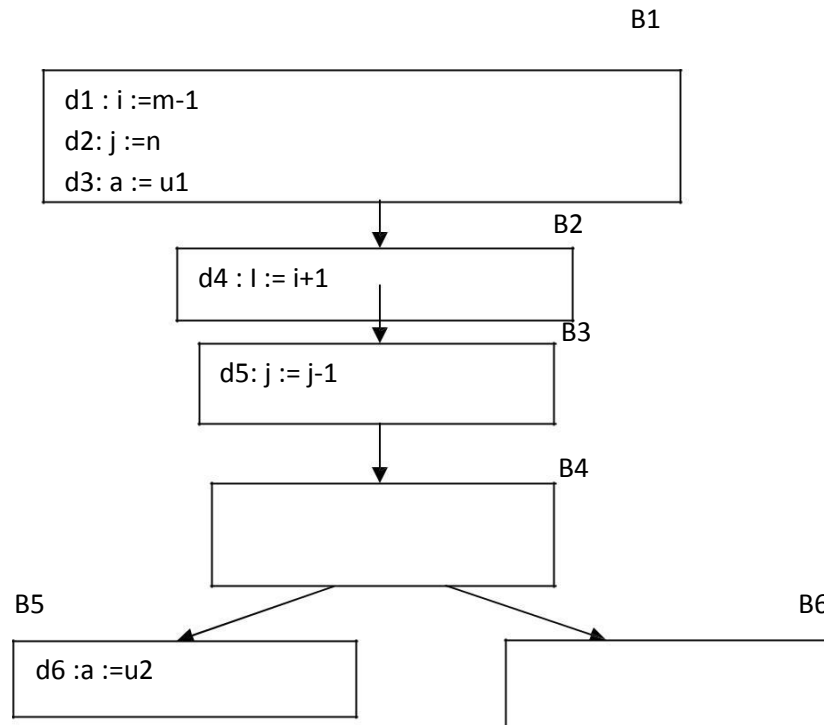 B1
d1 : i :=m-1
d2: j :=n
d3: a := u1
B2
d4 : I := i+1
B3
d5: j := j-1
B4
B5
B6
d6 :a :=u2